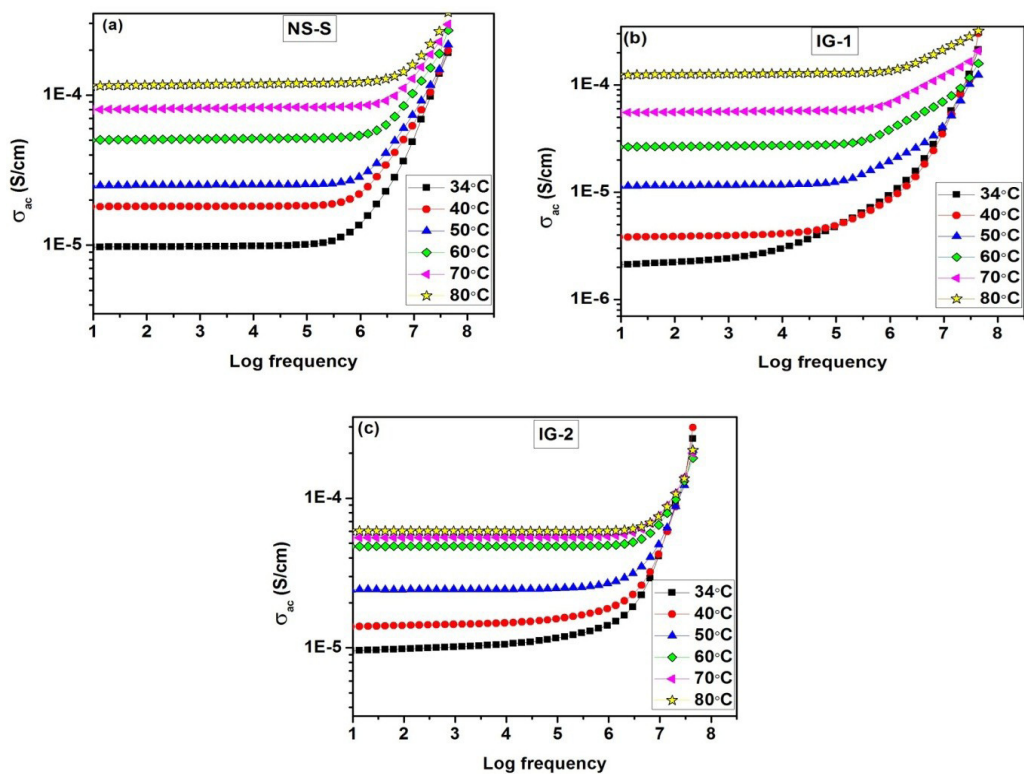 (a)
NS-S
1E-4
1E-5
σac (S/cm)
34°C
40°C
50°C
60°C
70°C
80°C
1 2 3 4 5 6 7 8
Log frequency
(b)
IG-1
1E-4
1E-5
1E-6
σac (S/cm)
34°C
40°C
50°C
60°C
70°C
80°C
1 2 3 4 5 6 7 8
Log frequency
(c)
IG-2
1E-4
1E-5
σac (S/cm)
34°C
40°C
50°C
60°C
70°C
80°C
1 2 3 4 5 6 7 8
Log frequency